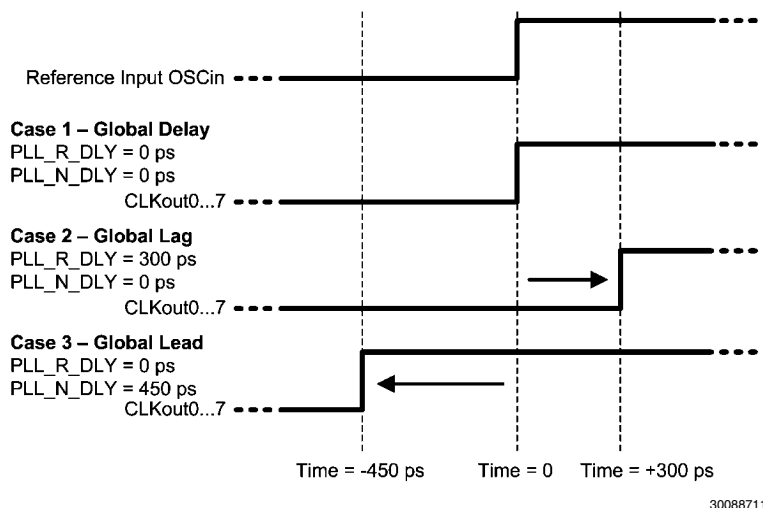 Reference Input OSCin
Case 1 – Global Delay
PLL_R_DLY = 0 ps
PLL_N_DLY = 0 ps
CLKout0...7
Case 2 – Global Lag
PLL_R_DLY = 300 ps
PLL_N_DLY = 0 ps
CLKout0...7
Case 3 – Global Lead
PLL_R_DLY = 0 ps
PLL_N_DLY = 450 ps
CLKout0...7
Time = -450 ps Time = 0 Time = +300 ps
30088711